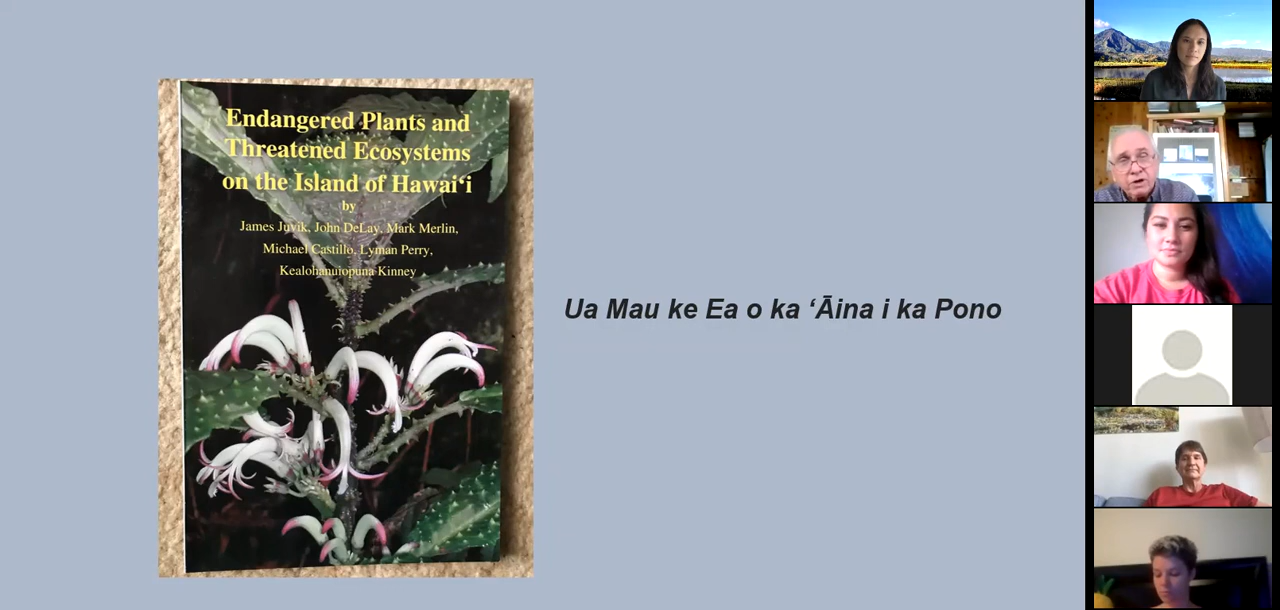 Endangered Plants and
Threatened Ecosystems
on the Island of Hawaiʻi
by
James Juvik, John DeLay, Mark Merlin,
Michael Castillo, Lyman Perry,
Kealohanuiopuna Kinney
Ua Mau ke Ea o ka ʻĀina i ka Pono